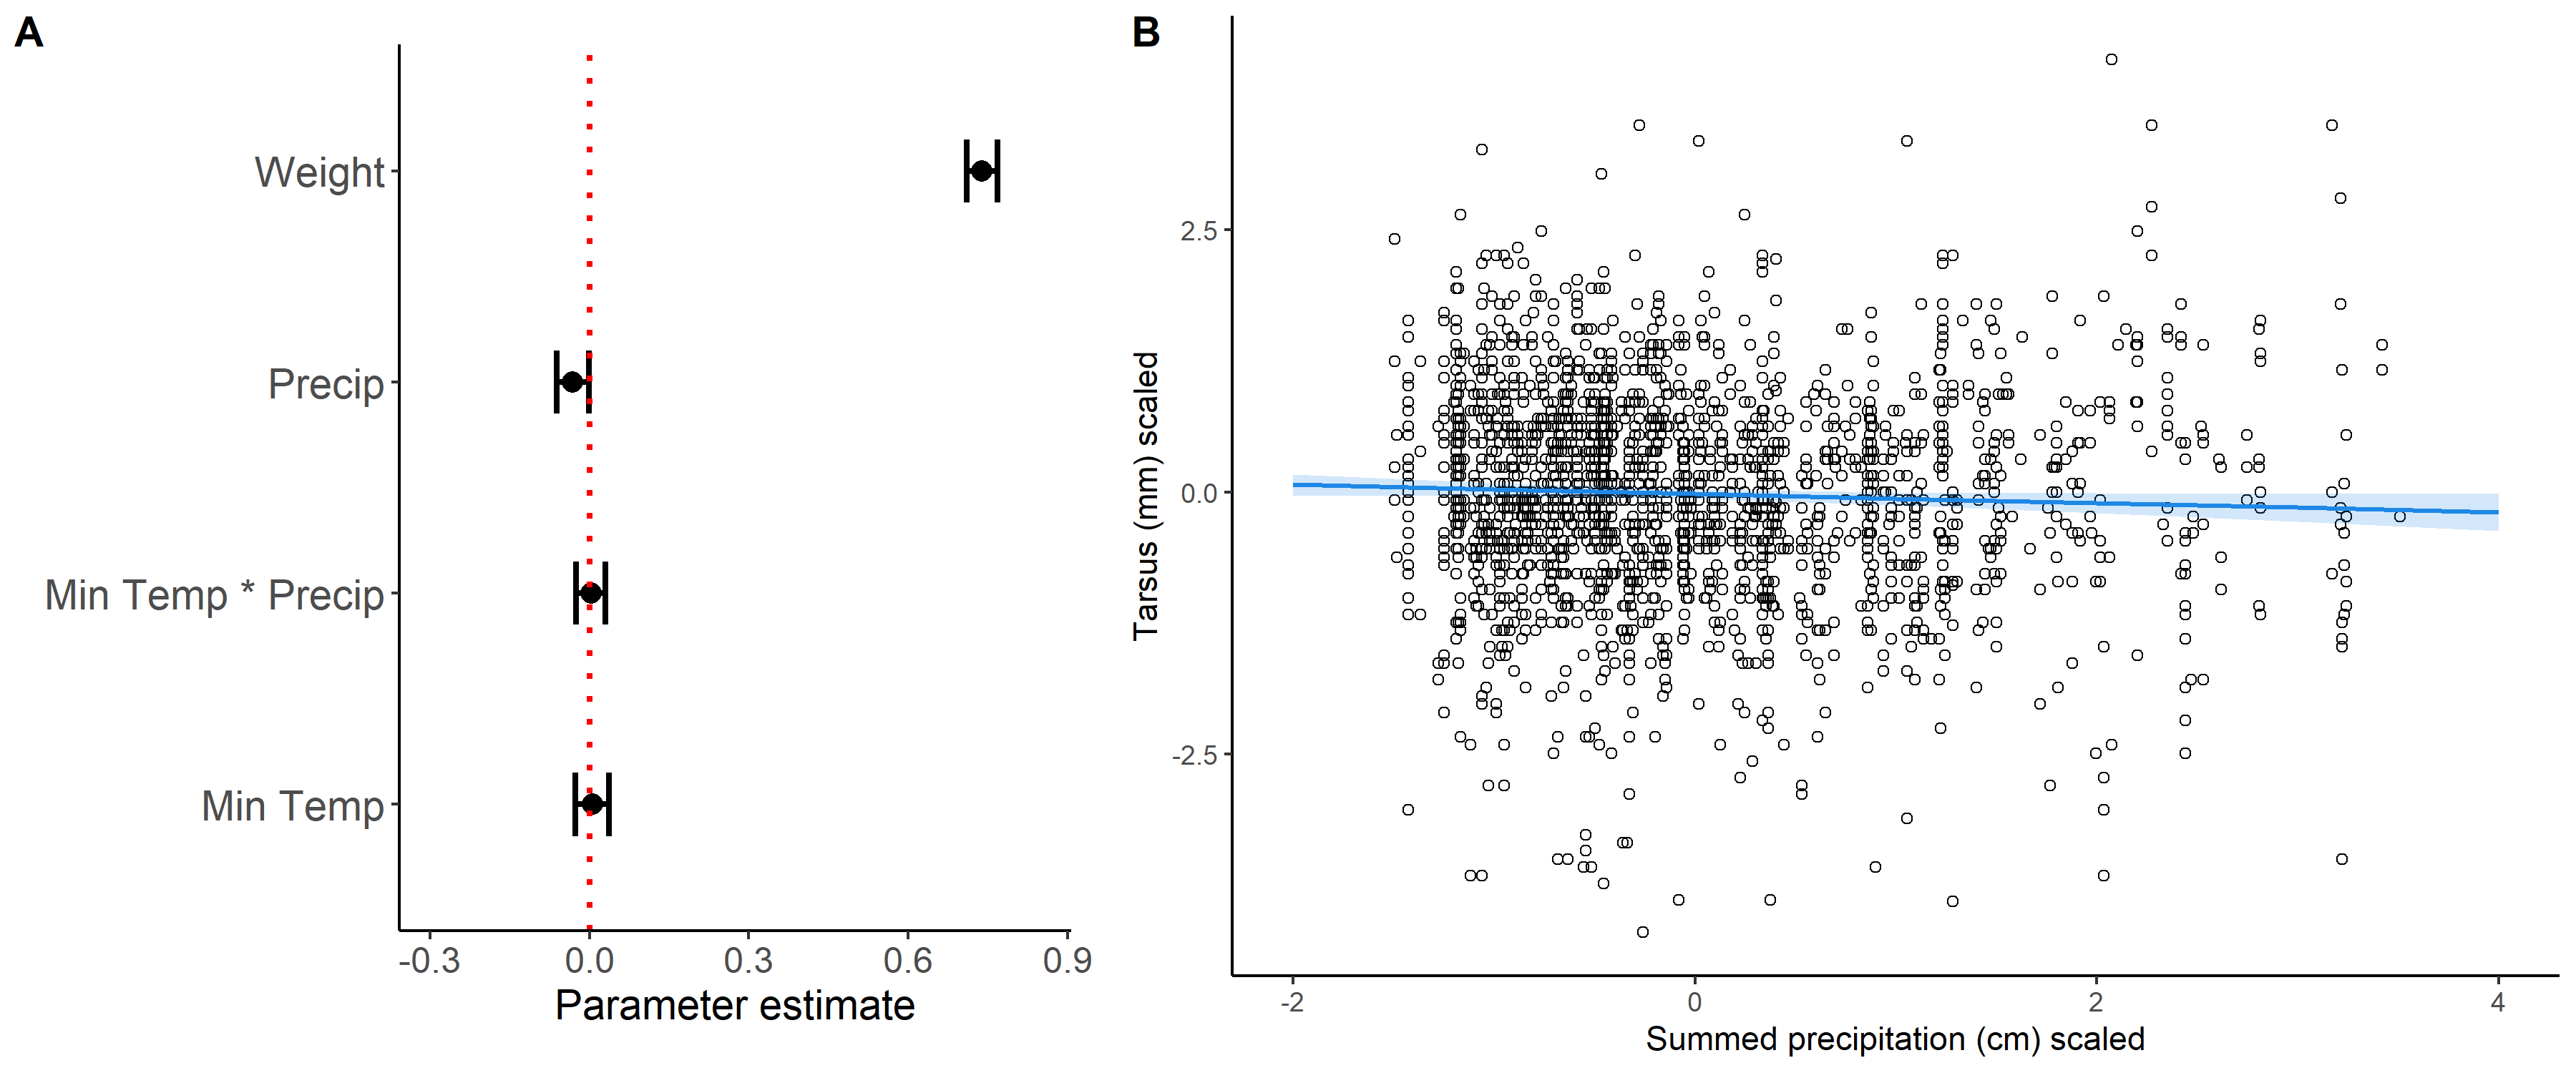 A
Weight
Precip
Min Temp * Precip
Min Temp
-0.3 0.0 0.3 0.6 0.9
Parameter estimate
B
Tarsus (mm) scaled
2.5
0.0
-2.5
-2 0 2 4
Summed precipitation (cm) scaled